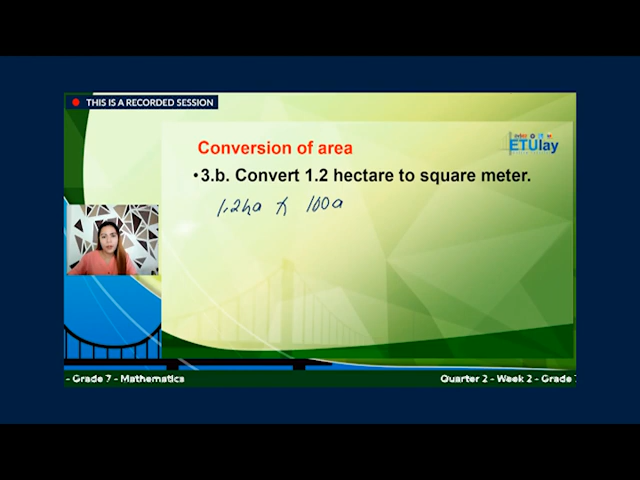 THIS IS A RECORDED SESSION
ETUlay
Conversion of area
•3.b. Convert 1.2 hectare to square meter.
1.2ha x 100a
- Grade 7 - Mathematics
Quarter 2 - Week 2 - Grade 7